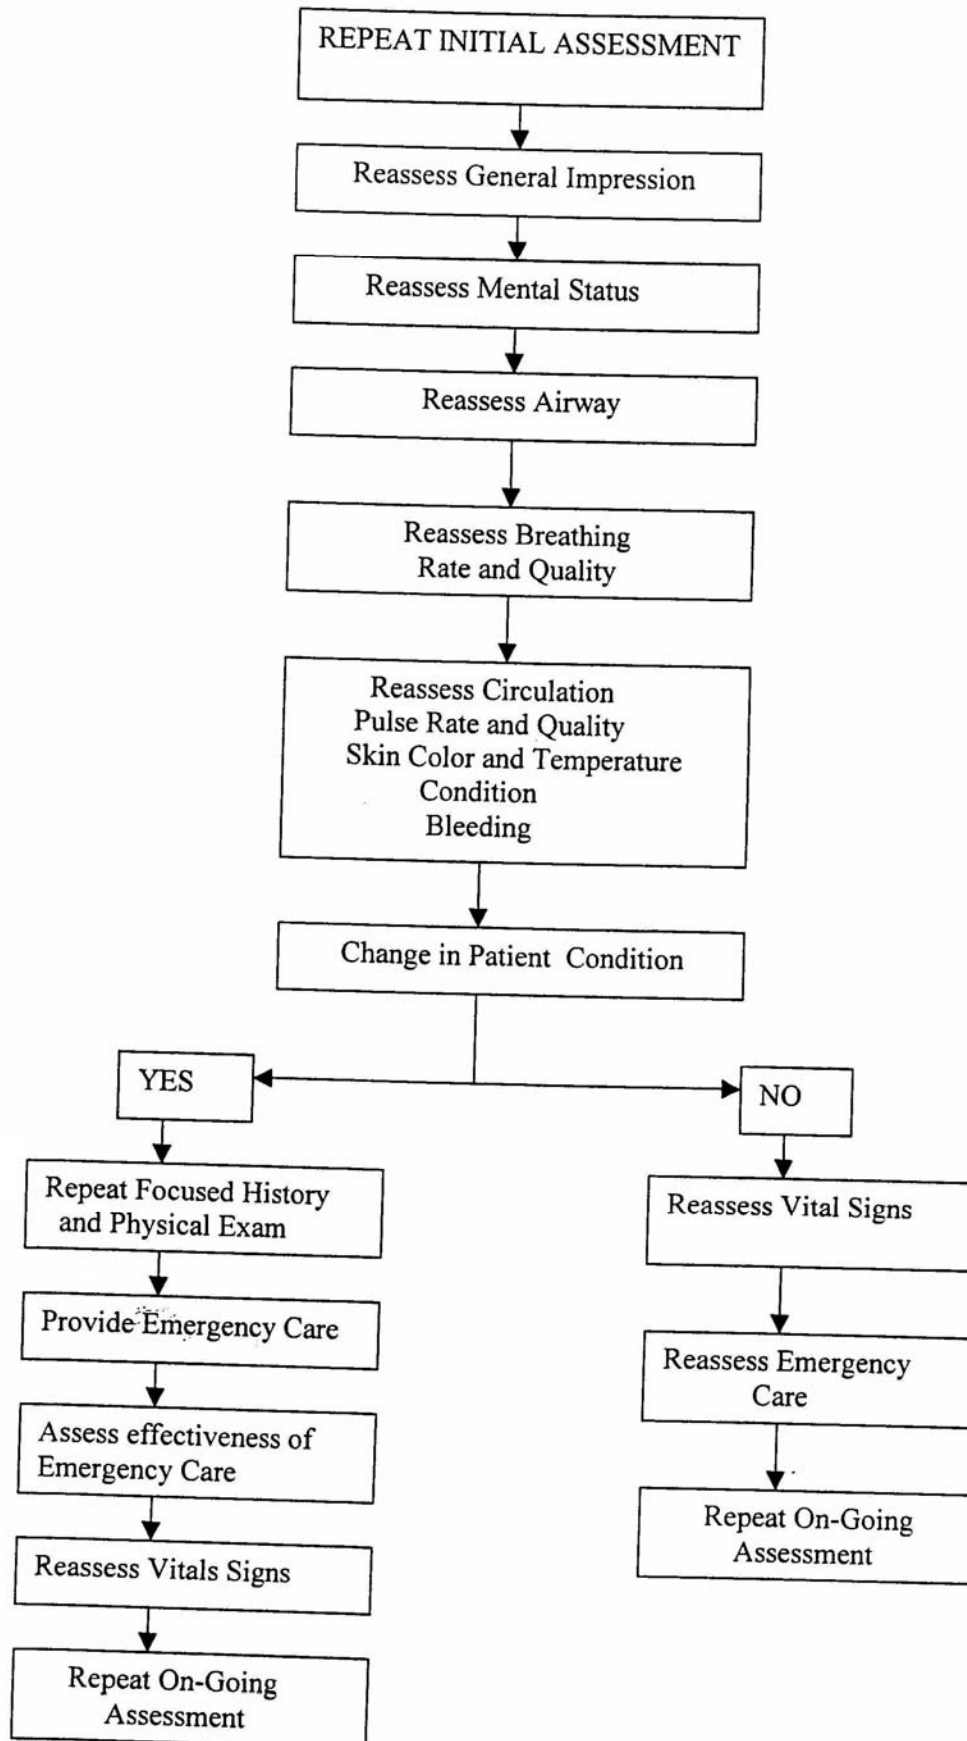 REPEAT INITIAL ASSESSMENT
Reassess General Impression
Reassess Mental Status
Reassess Airway
Reassess Breathing
Rate and Quality
Reassess Circulation
Pulse Rate and Quality
Skin Color and Temperature
Condition
Bleeding
Change in Patient Condition
YES
Repeat Focused History
and Physical Exam
Provide Emergency Care
Assess effectiveness of
Emergency Care
Reassess Vitals Signs
Repeat On-Going
Assessment
NO
Reassess Vital Signs
Reassess Emergency
Care
Repeat On-Going
Assessment